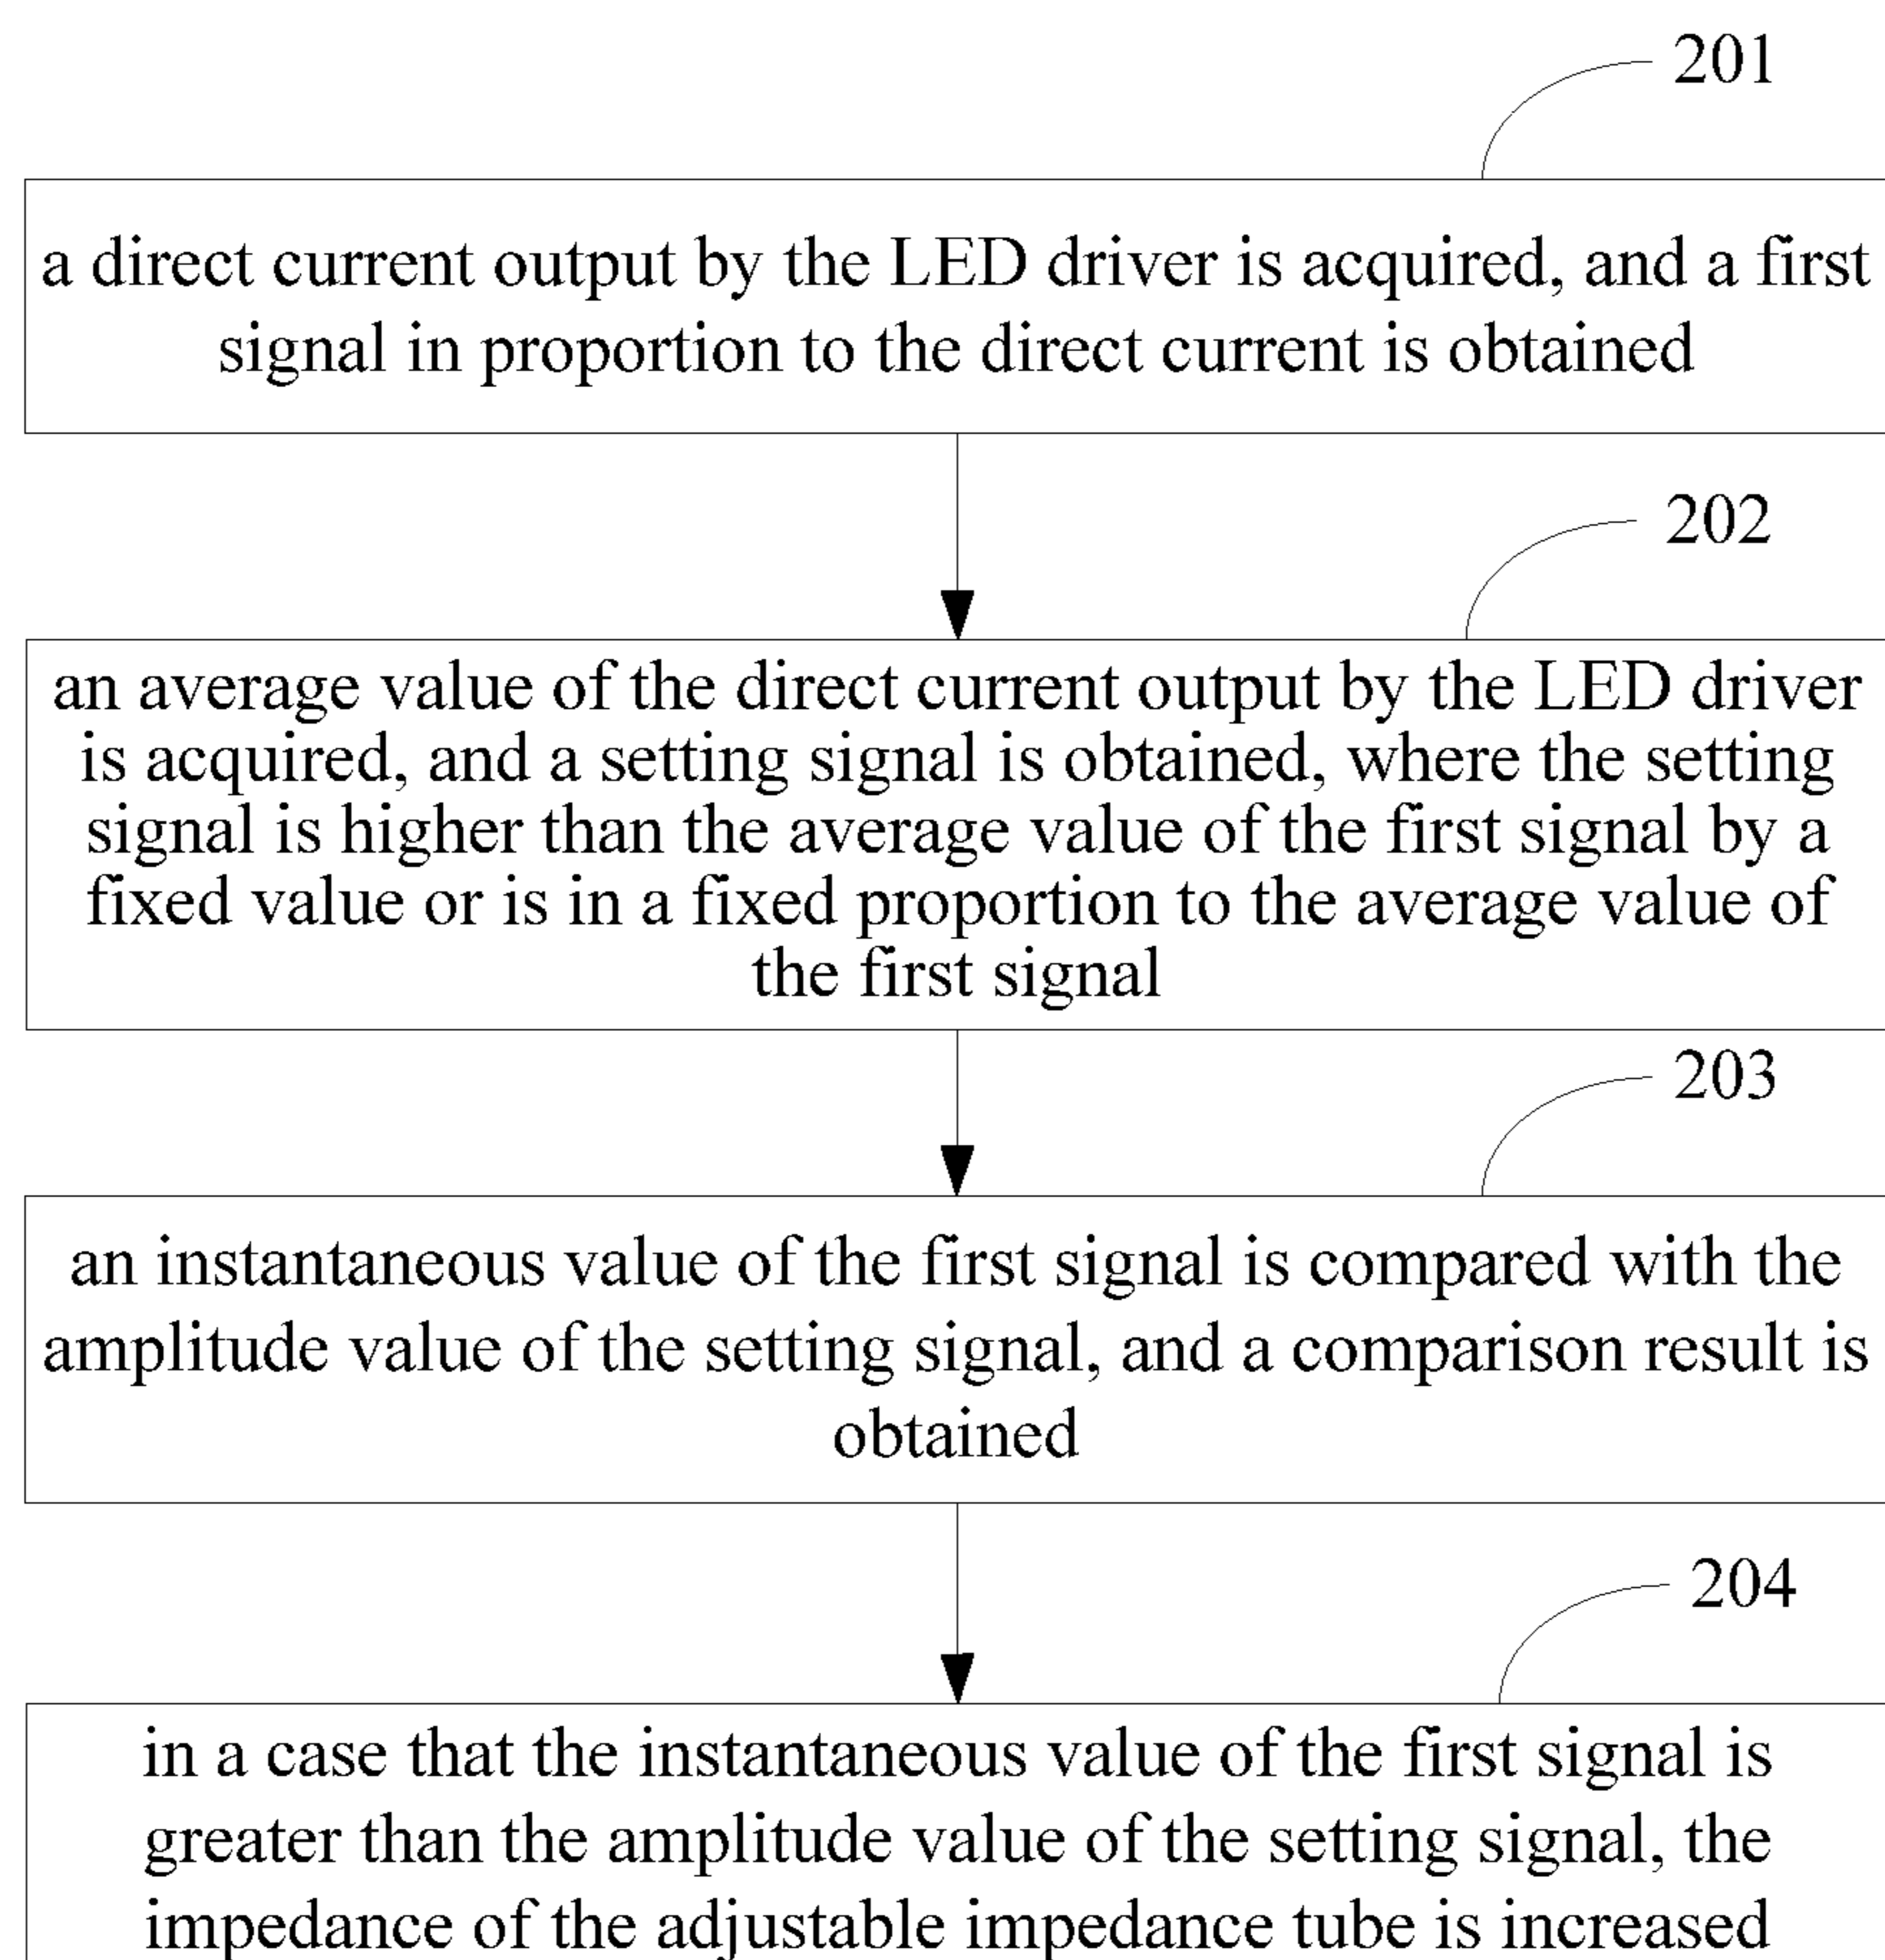 201
a direct current output by the LED driver is acquired, and a first
signal in proportion to the direct current is obtained
202
an average value of the direct current output by the LED driver
is acquired, and a setting signal is obtained, where the setting
signal is higher than the average value of the first signal by a
fixed value or is in a fixed proportion to the average value of
the first signal
203
an instantaneous value of the first signal is compared with the
amplitude value of the setting signal, and a comparison result is
obtained
204
in a case that the instantaneous value of the first signal is
greater than the amplitude value of the setting signal, the
impedance of the adjustable impedance tube is increased